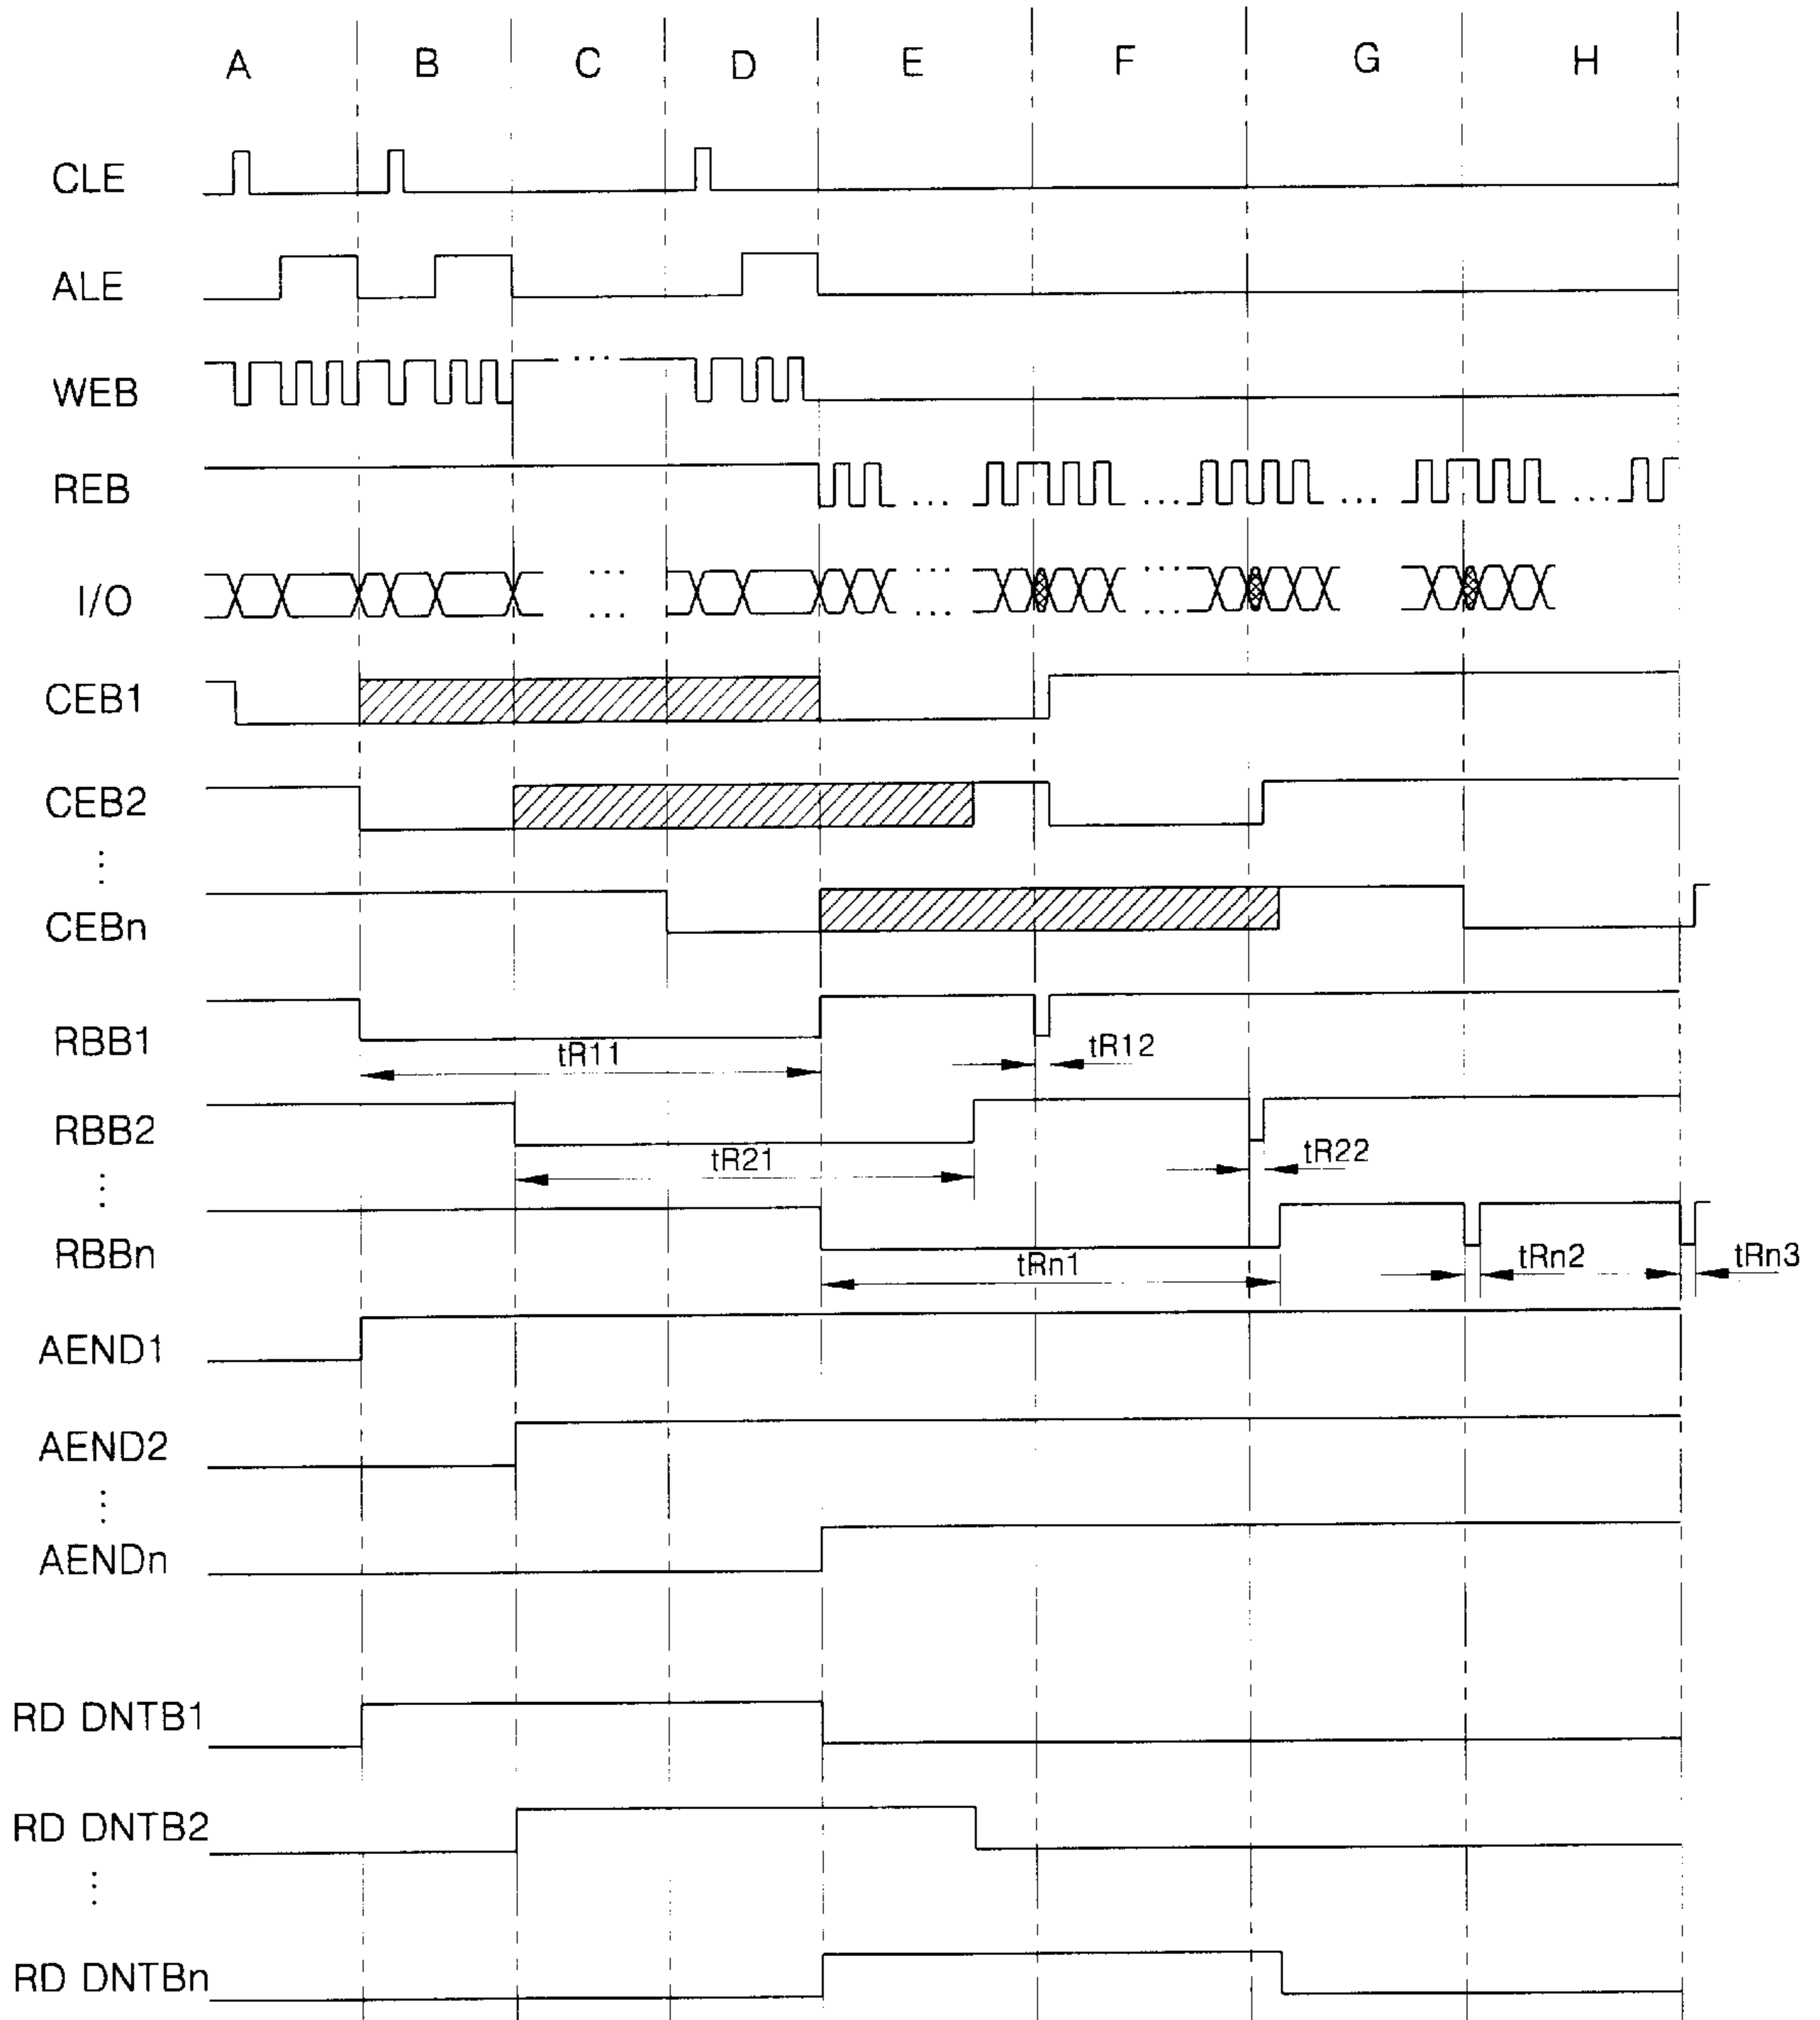 A B C D E F G H
CLE
ALE
WEB
...
REB
... ... ... ...
I/O
... ... ...
CEB1
CEB2
⋮
CEBn
RBB1
tR11 tR12
RBB2
tR21 tR22
⋮
RBBn
tRn1 tRn2 tRn3
AEND1
AEND2
⋮
AENDn
RD DNTB1
RD DNTB2
⋮
RD DNTBn